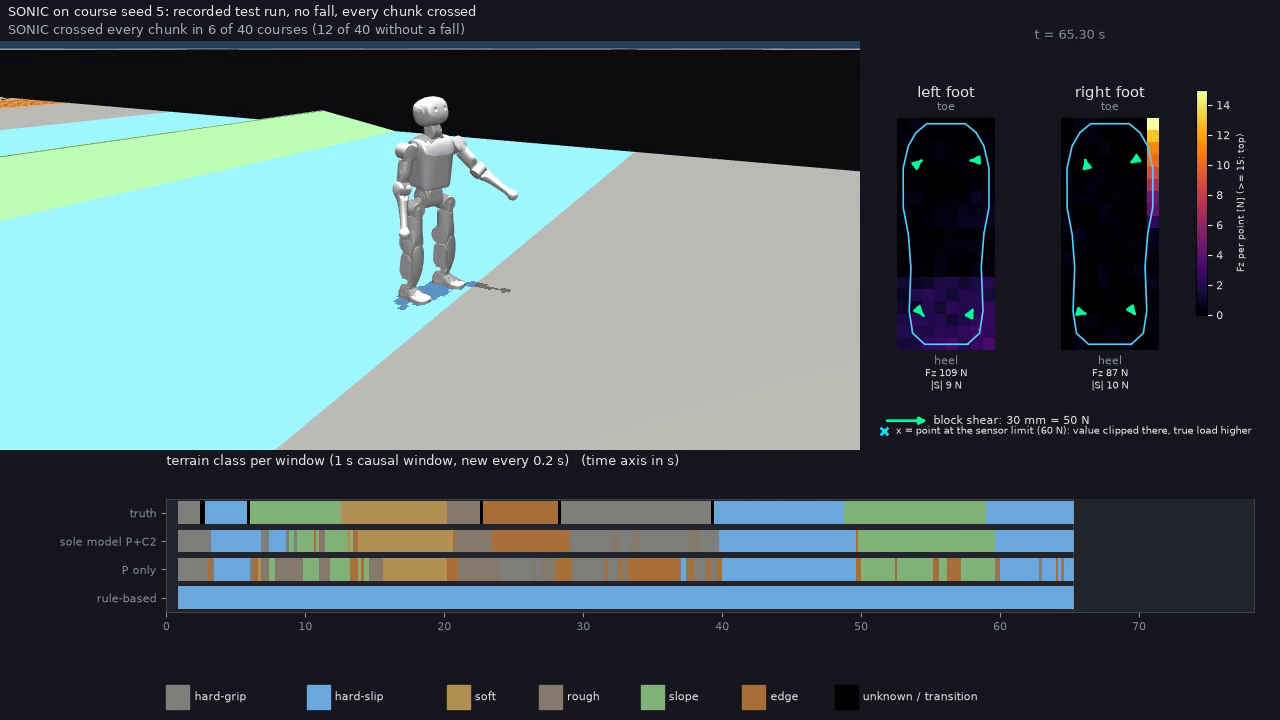 SONIC on course seed 5: recorded test run, no fall, every chunk crossed
SONIC crossed every chunk in 6 of 40 courses (12 of 40 without a fall)
t = 65.30 s
left foot
toe
right foot
toe
14
12
10
8
6
4
2
0
Fz per point [N] (>= 15: top)
heel
Fz 109 N
|S| 9 N
heel
Fz 87 N
|S| 10 N
block shear: 30 mm = 50 N
x = point at the sensor limit (60 N): value clipped there, true load higher
terrain class per window (1 s causal window, new every 0.2 s)   (time axis in s)
truth
sole model P+C2
P only
rule-based
0 10 20 30 40 50 60 70
hard-grip hard-slip soft rough slope edge unknown / transition